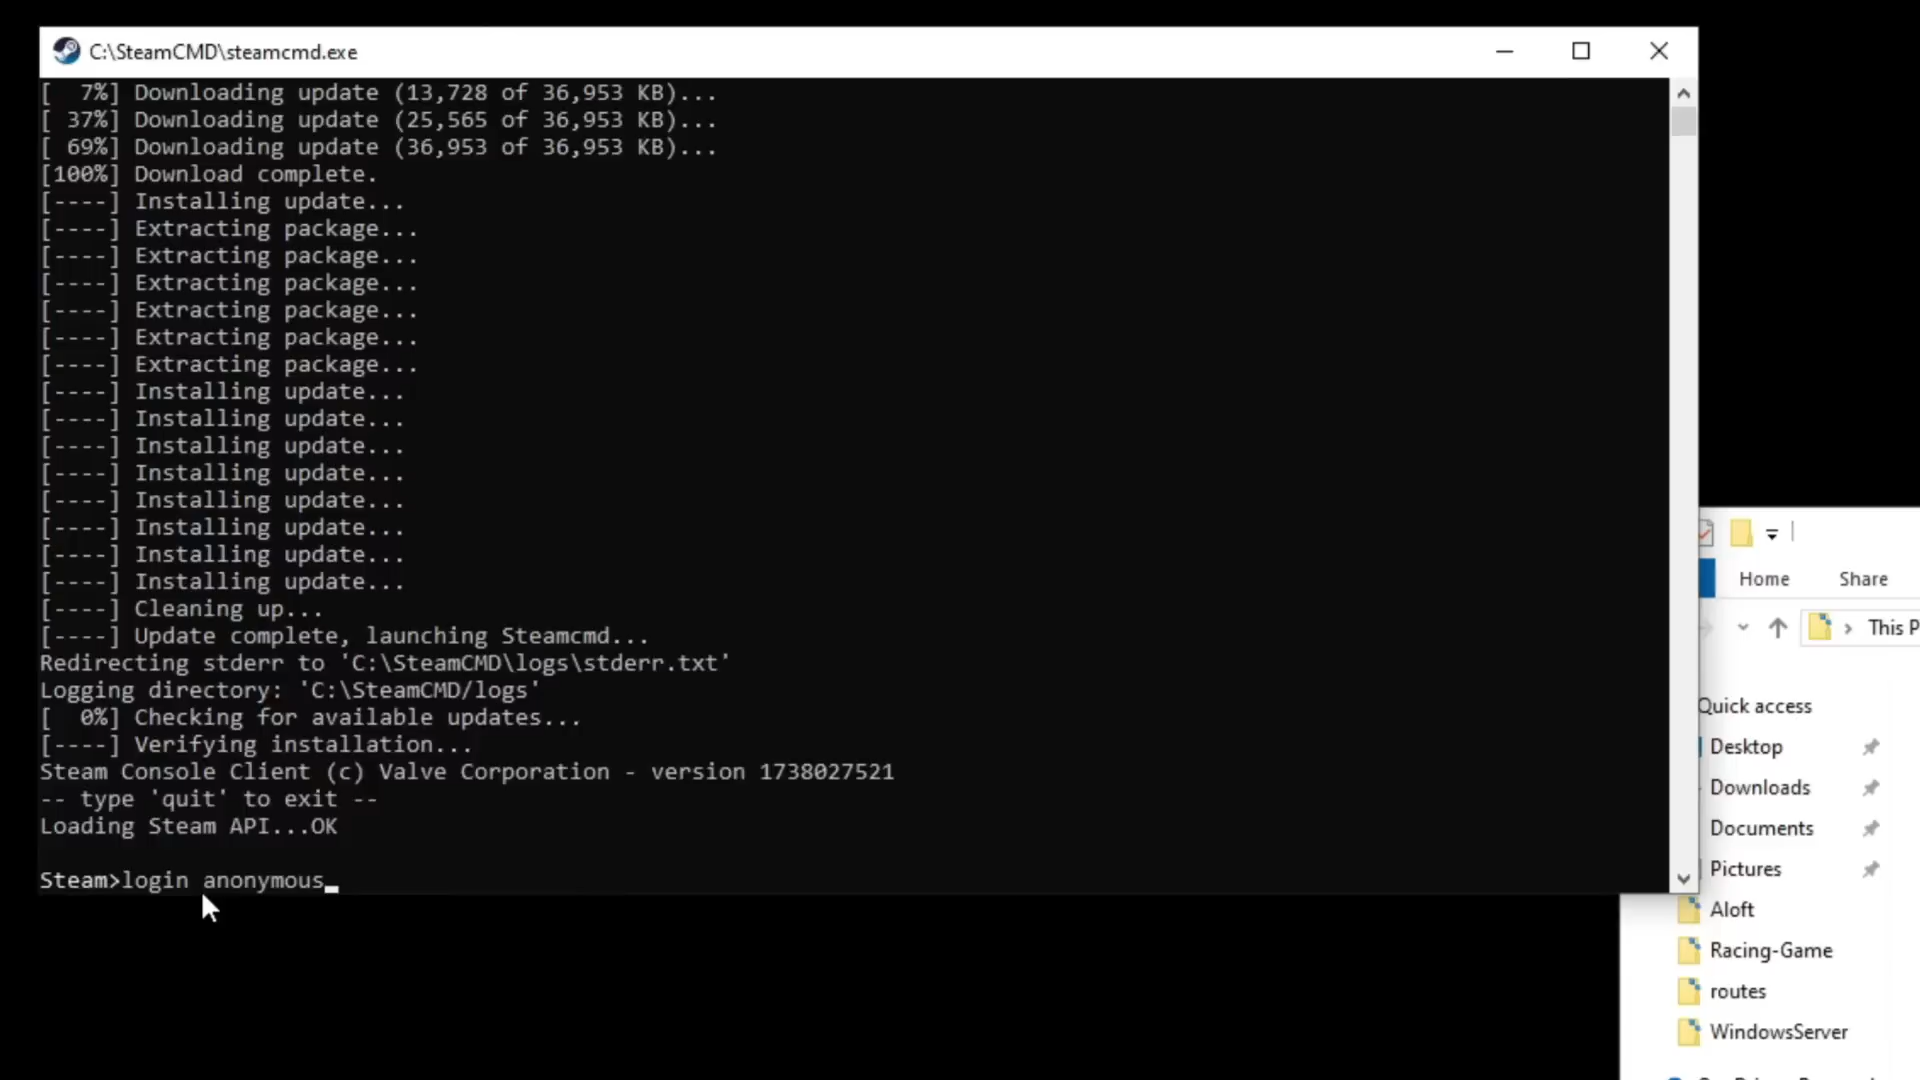 C:\SteamCMD\steamcmd.exe
[  7%] Downloading update (13,728 of 36,953 KB)...
[ 37%] Downloading update (25,565 of 36,953 KB)...
[ 69%] Downloading update (36,953 of 36,953 KB)...
[100%] Download complete.
[----] Installing update...
[----] Extracting package...
[----] Extracting package...
[----] Extracting package...
[----] Extracting package...
[----] Extracting package...
[----] Extracting package...
[----] Installing update...
[----] Installing update...
[----] Installing update...
[----] Installing update...
[----] Installing update...
[----] Installing update...
[----] Installing update...
[----] Installing update...
[----] Cleaning up...
[----] Update complete, launching Steamcmd...
Redirecting stderr to 'C:\SteamCMD\logs\stderr.txt'
Logging directory: 'C:\SteamCMD/logs'
[  0%] Checking for available updates...
[----] Verifying installation...
Steam Console Client (c) Valve Corporation - version 1738027521
-- type 'quit' to exit --
Loading Steam API...OK
Steam>login anonymous
Home
Share
This P
Quick access
Desktop
Downloads
Documents
Pictures
Aloft
Racing-Game
routes
WindowsServer